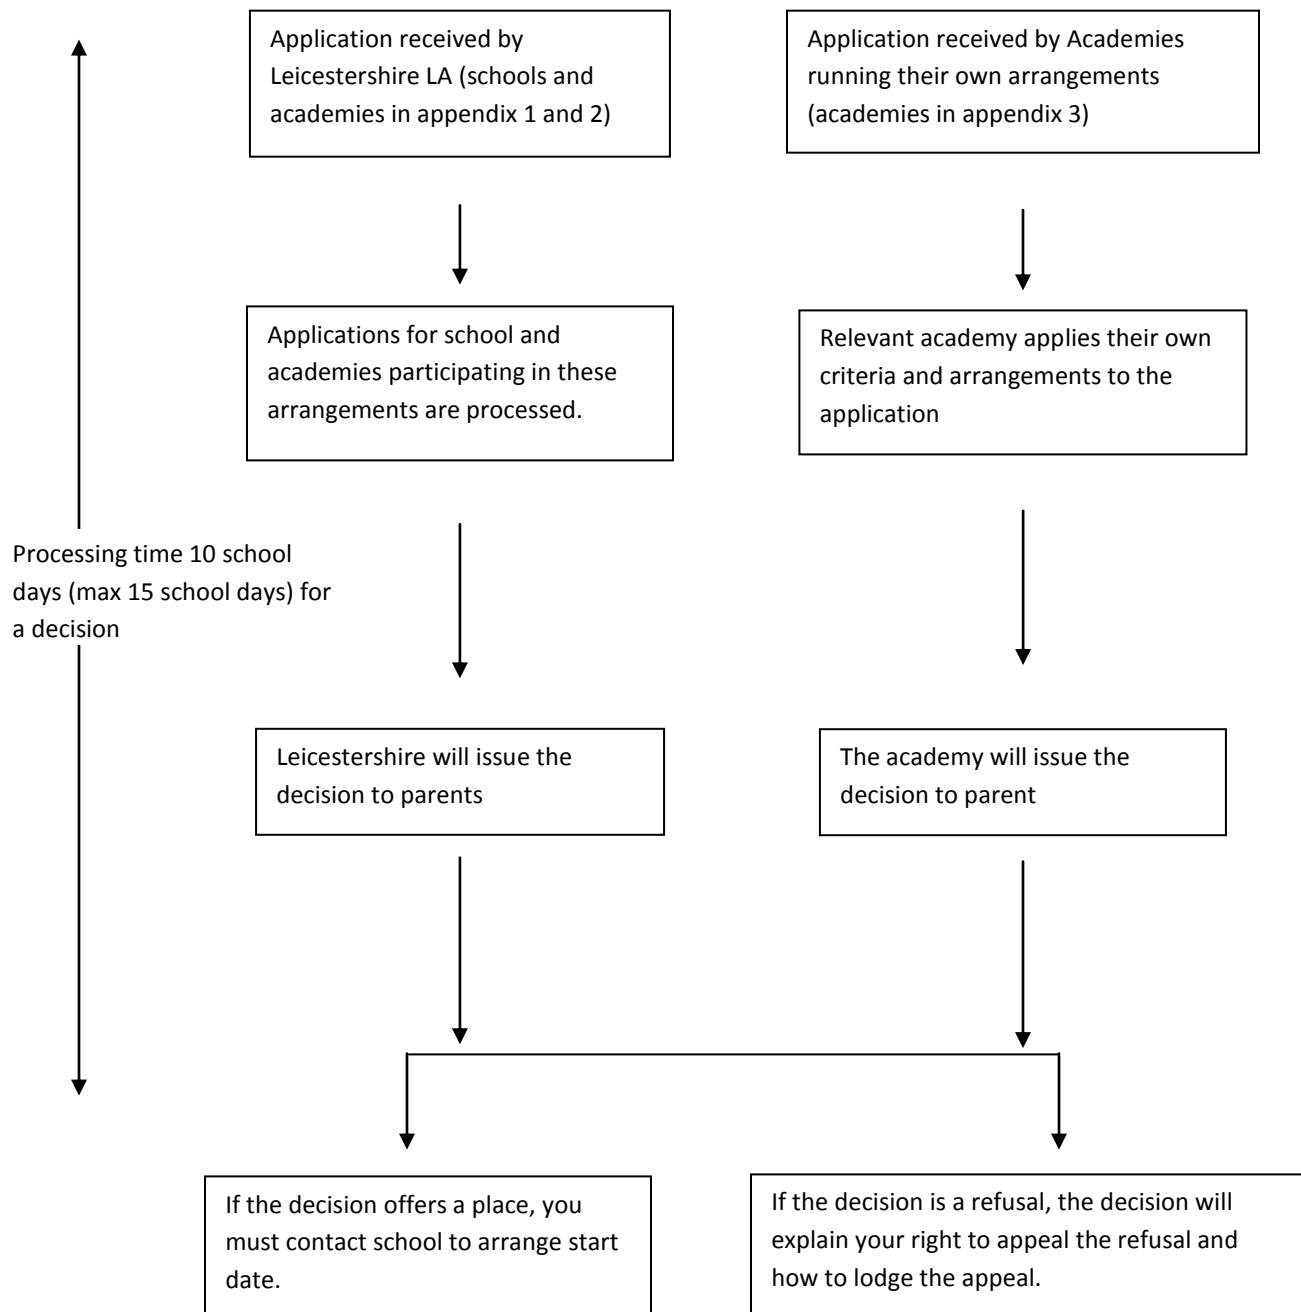 Application received by
Leicestershire LA (schools and
academies in appendix 1 and 2)
Application received by Academies
running their own arrangements
(academies in appendix 3)
Applications for school and
academies participating in these
arrangements are processed.
Relevant academy applies their own
criteria and arrangements to the
application
Processing time 10 school
days (max 15 school days) for
a decision
Leicestershire will issue the
decision to parents
The academy will issue the
decision to parent
If the decision offers a place, you
must contact school to arrange start
date.
If the decision is a refusal, the decision will
explain your right to appeal the refusal and
how to lodge the appeal.